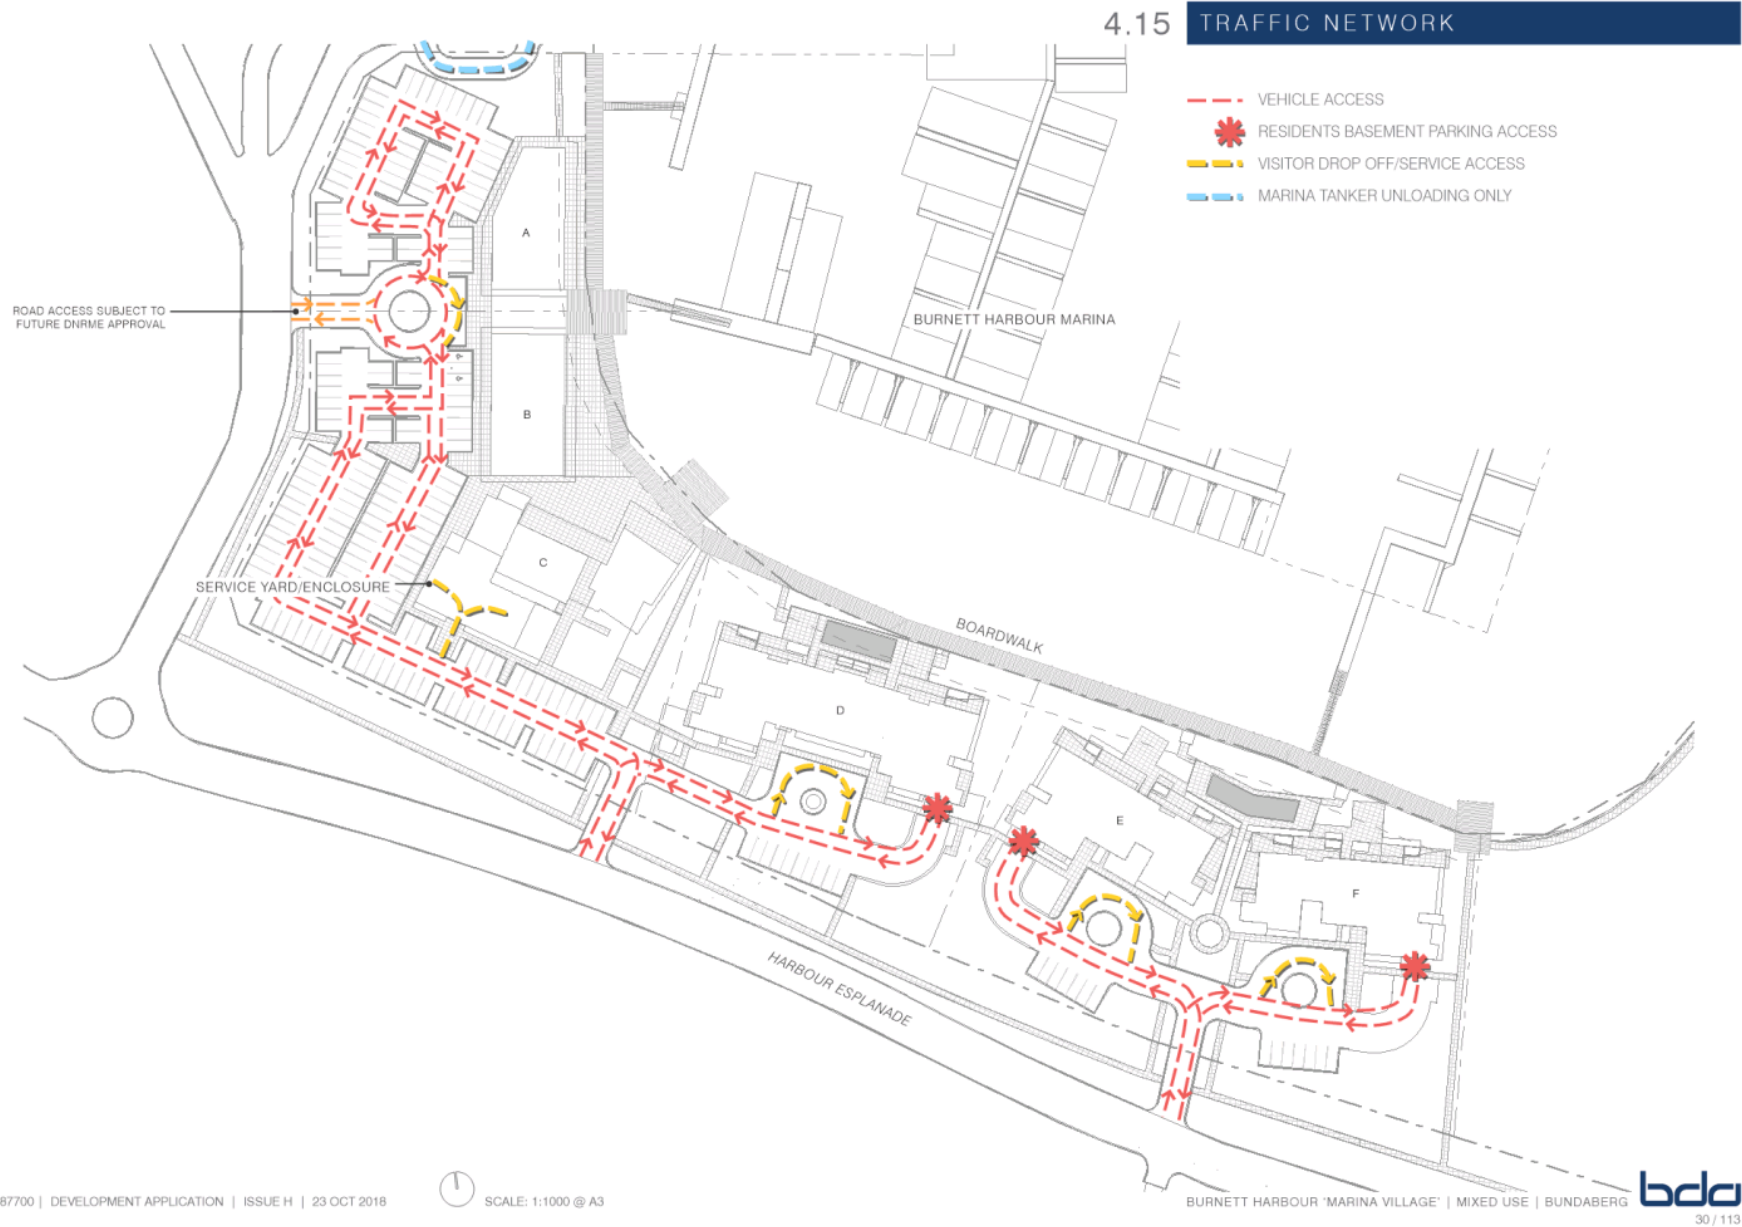 4.15 TRAFFIC NETWORK
VEHICLE ACCESS
RESIDENTS BASEMENT PARKING ACCESS
VISITOR DROP OFF/SERVICE ACCESS
MARINA TANKER UNLOADING ONLY
A
ROAD ACCESS SUBJECT TO
FUTURE DNRME APPROVAL
BURNETT HARBOUR MARINA
B
C
SERVICE YARD/ENCLOSURE
BOARDWALK
D
E
F
HARBOUR ESPLANADE
87700 | DEVELOPMENT APPLICATION | ISSUE H | 23 OCT 2018
SCALE: 1:1000 @ A3
BURNETT HARBOUR 'MARINA VILLAGE' | MIXED USE | BUNDABERG
bda
30 / 113